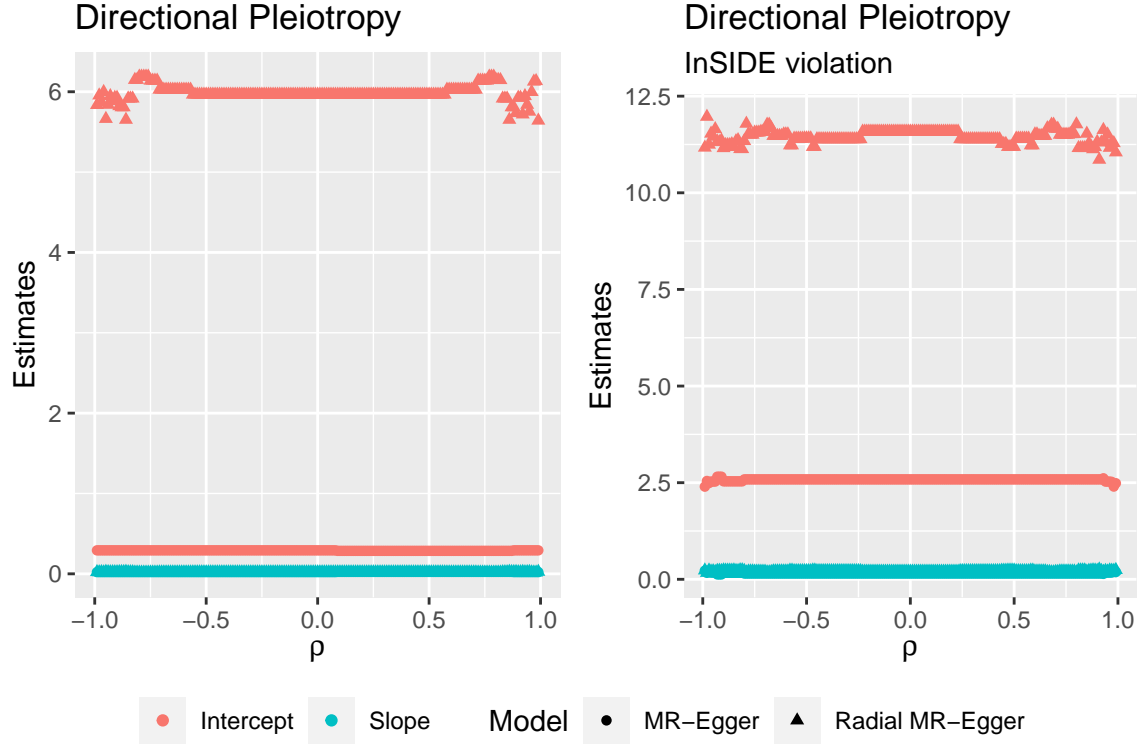 Directional Pleiotropy
6
4
2
0
Estimates
−1.0 −0.5 0.0 0.5 1.0
ρ
Directional Pleiotropy
InSIDE violation
12.5
10.0
7.5
5.0
2.5
0.0
Estimates
−1.0 −0.5 0.0 0.5 1.0
ρ
Intercept Slope Model MR−Egger Radial MR−Egger